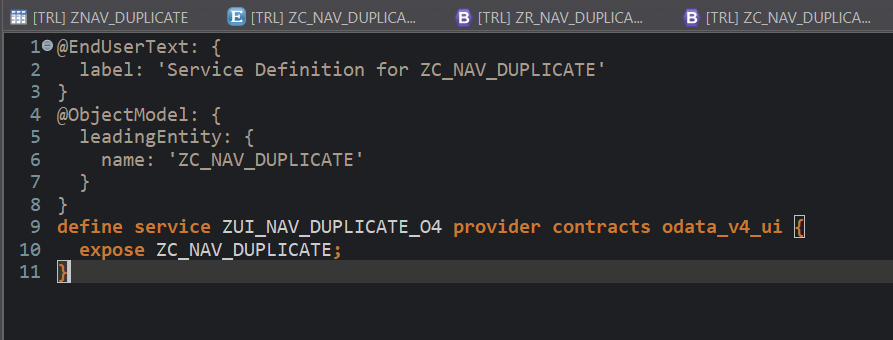 [TRL] ZNAV_DUPLICATE
[TRL] ZC_NAV_DUPLICA...
[TRL] ZR_NAV_DUPLICA...
[TRL] ZC_NAV_DUPLICA...
1 @EndUserText: {
2 label: 'Service Definition for ZC_NAV_DUPLICATE'
3 }
4 @ObjectModel: {
5 leadingEntity: {
6 name: 'ZC_NAV_DUPLICATE'
7 }
8 }
9 define service ZUI_NAV_DUPLICATE_O4 provider contracts odata_v4_ui {
10 expose ZC_NAV_DUPLICATE;
11 }